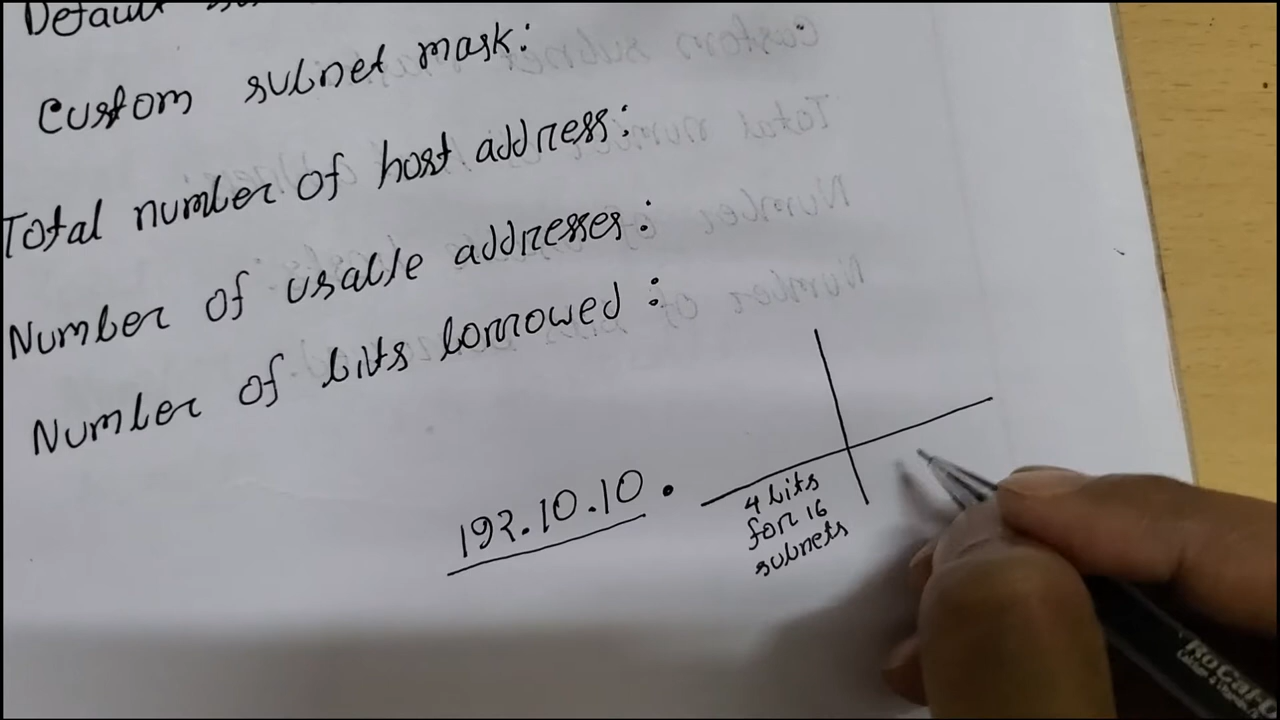 Default
Custom subnet mask:
Total number of host address:
Number of usable addresses:
Number of bits borrowed :
192.10.10 .
4 bits
for 16
subnets